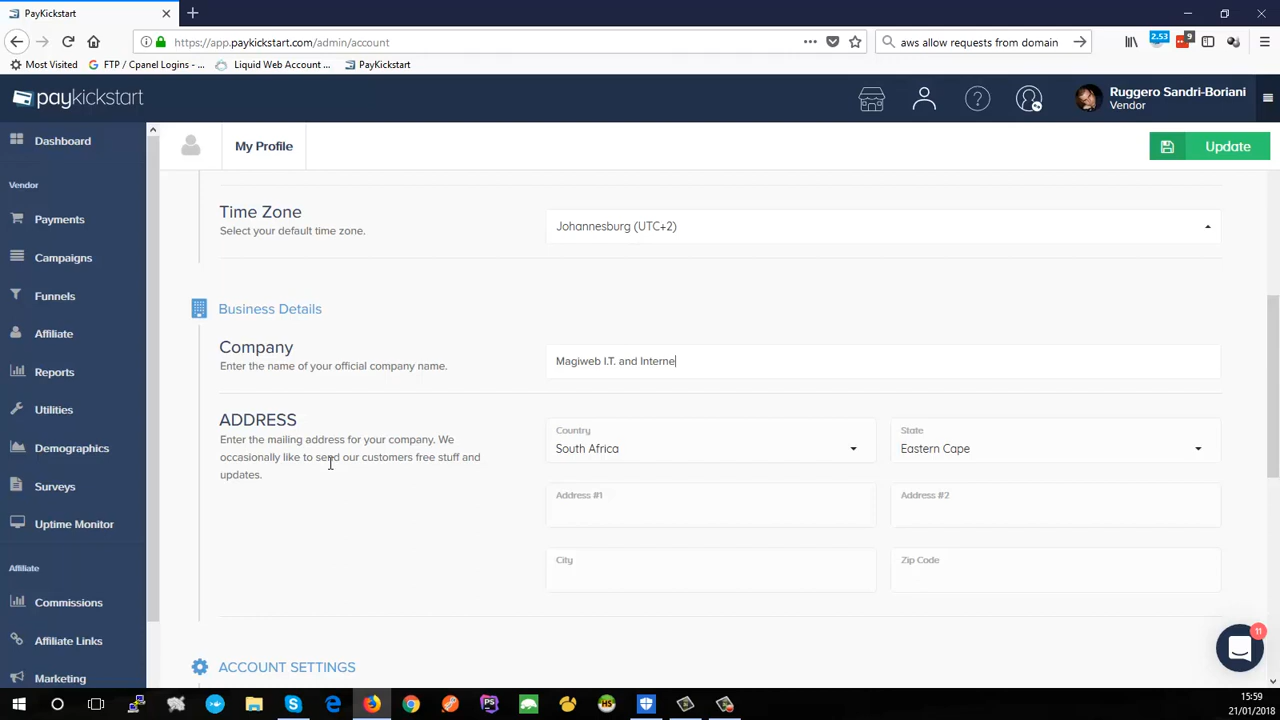 PayKickstart
https://app.paykickstart.com/admin/account
aws allow requests from domain
2.53
9
Most Visited
FTP / Cpanel Logins - ...
Liquid Web Account ...
PayKickstart
paykickstart
Ruggero Sandri-Boriani
Vendor
Dashboard
Vendor
Payments
Campaigns
Funnels
Affiliate
Reports
Utilities
Demographics
Surveys
Uptime Monitor
Affiliate
Commissions
Affiliate Links
Marketing
My Profile
Update
Time Zone
Select your default time zone.
Johannesburg (UTC+2)
Business Details
Company
Enter the name of your official company name.
Magiweb I.T. and Interne
ADDRESS
Enter the mailing address for your company. We
occasionally like to send our customers free stuff and
updates.
Country
South Africa
State
Eastern Cape
Address #1
Address #2
City
Zip Code
ACCOUNT SETTINGS
11
15:59
21/01/2018